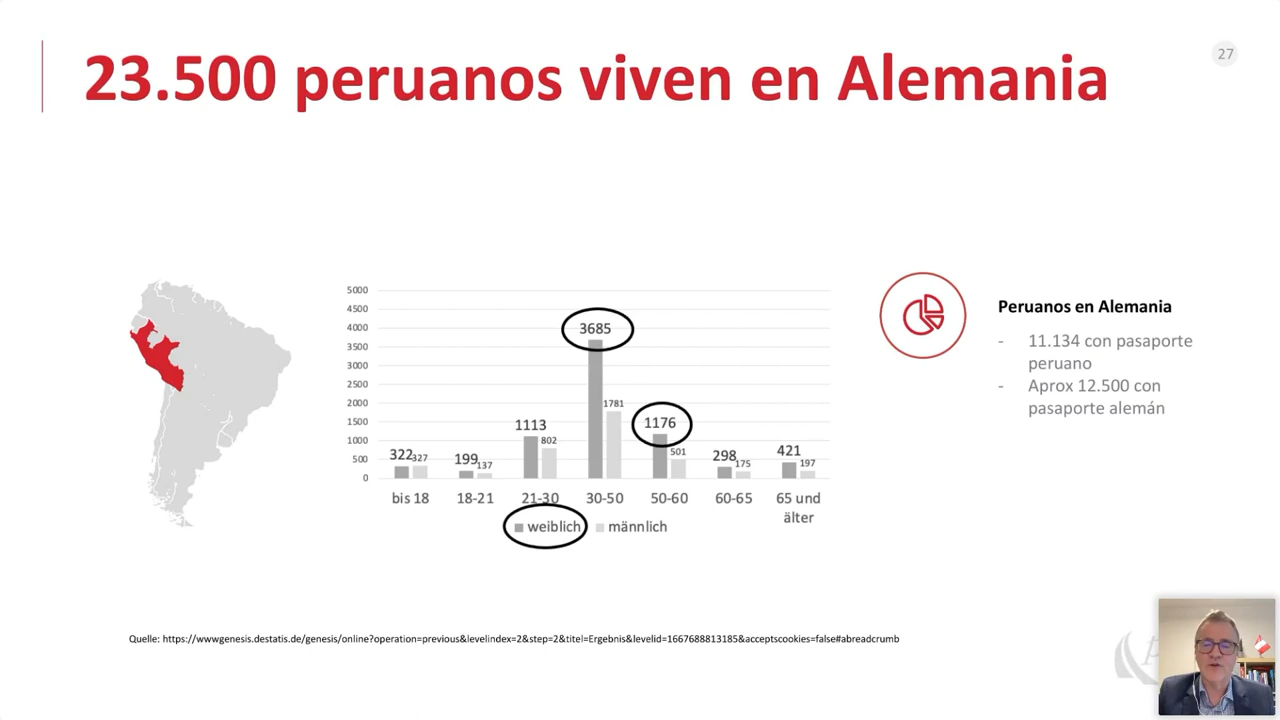 23.500 peruanos viven en Alemania
27
5000
4500
4000
3500
3000
2500
2000
1500
1000
500
0
322
327
199
137
1113
802
3685
1781
1176
501
298
175
421
197
bis 18
18-21
21-30
30-50
50-60
60-65
65 und
älter
weiblich
männlich
Peruanos en Alemania
- 11.134 con pasaporte
peruano
- Aprox 12.500 con
pasaporte alemán
Quelle: https://wwwgenesis.destatis.de/genesis/online?operation=previous&levelindex=2&step=2&titel=Ergebnis&levelid=1667688813185&acceptscookies=false#abreadcrumb